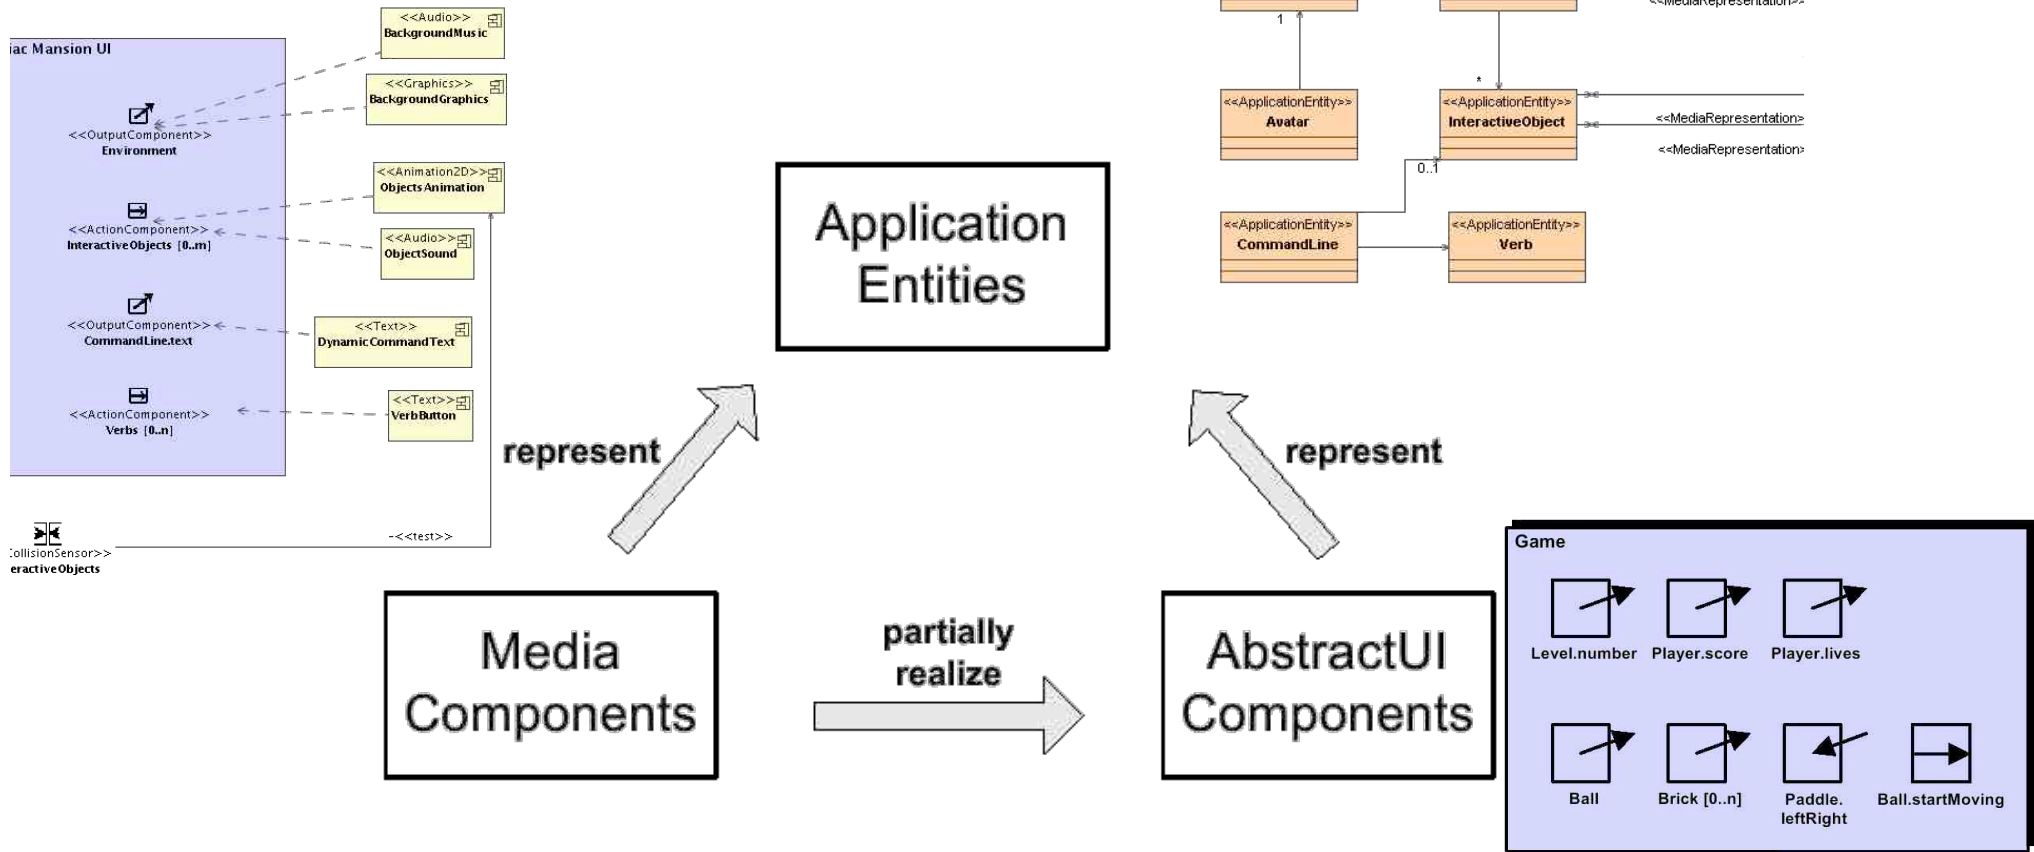 <<Audio>>
BackgroundMusic
iac Mansion UI
<<Graphics>>
BackgroundGraphics
<<OutputComponent>>
Environment
<<Animation2D>>
ObjectsAnimation
<<ActionComponent>>
InteractiveObjects [0..m]
<<Audio>>
ObjectSound
<<OutputComponent>>
CommandLine.text
<<Text>>
DynamicCommandText
<<ActionComponent>>
Verbs [0..n]
<<Text>>
VerbButton
-<<test>>
CollisionSensor>>
eractiveObjects
<<MediaRepresentation>>
1
*
<<ApplicationEntity>>
Avatar
<<ApplicationEntity>>
InteractiveObject
<<MediaRepresentation>
<<MediaRepresentation>
0..1
<<ApplicationEntity>>
CommandLine
<<ApplicationEntity>>
Verb
Application
Entities
represent
represent
Media
Components
partially
realize
AbstractUI
Components
Game
Level.number
Player.score
Player.lives
Ball
Brick [0..n]
Paddle.
leftRight
Ball.startMoving